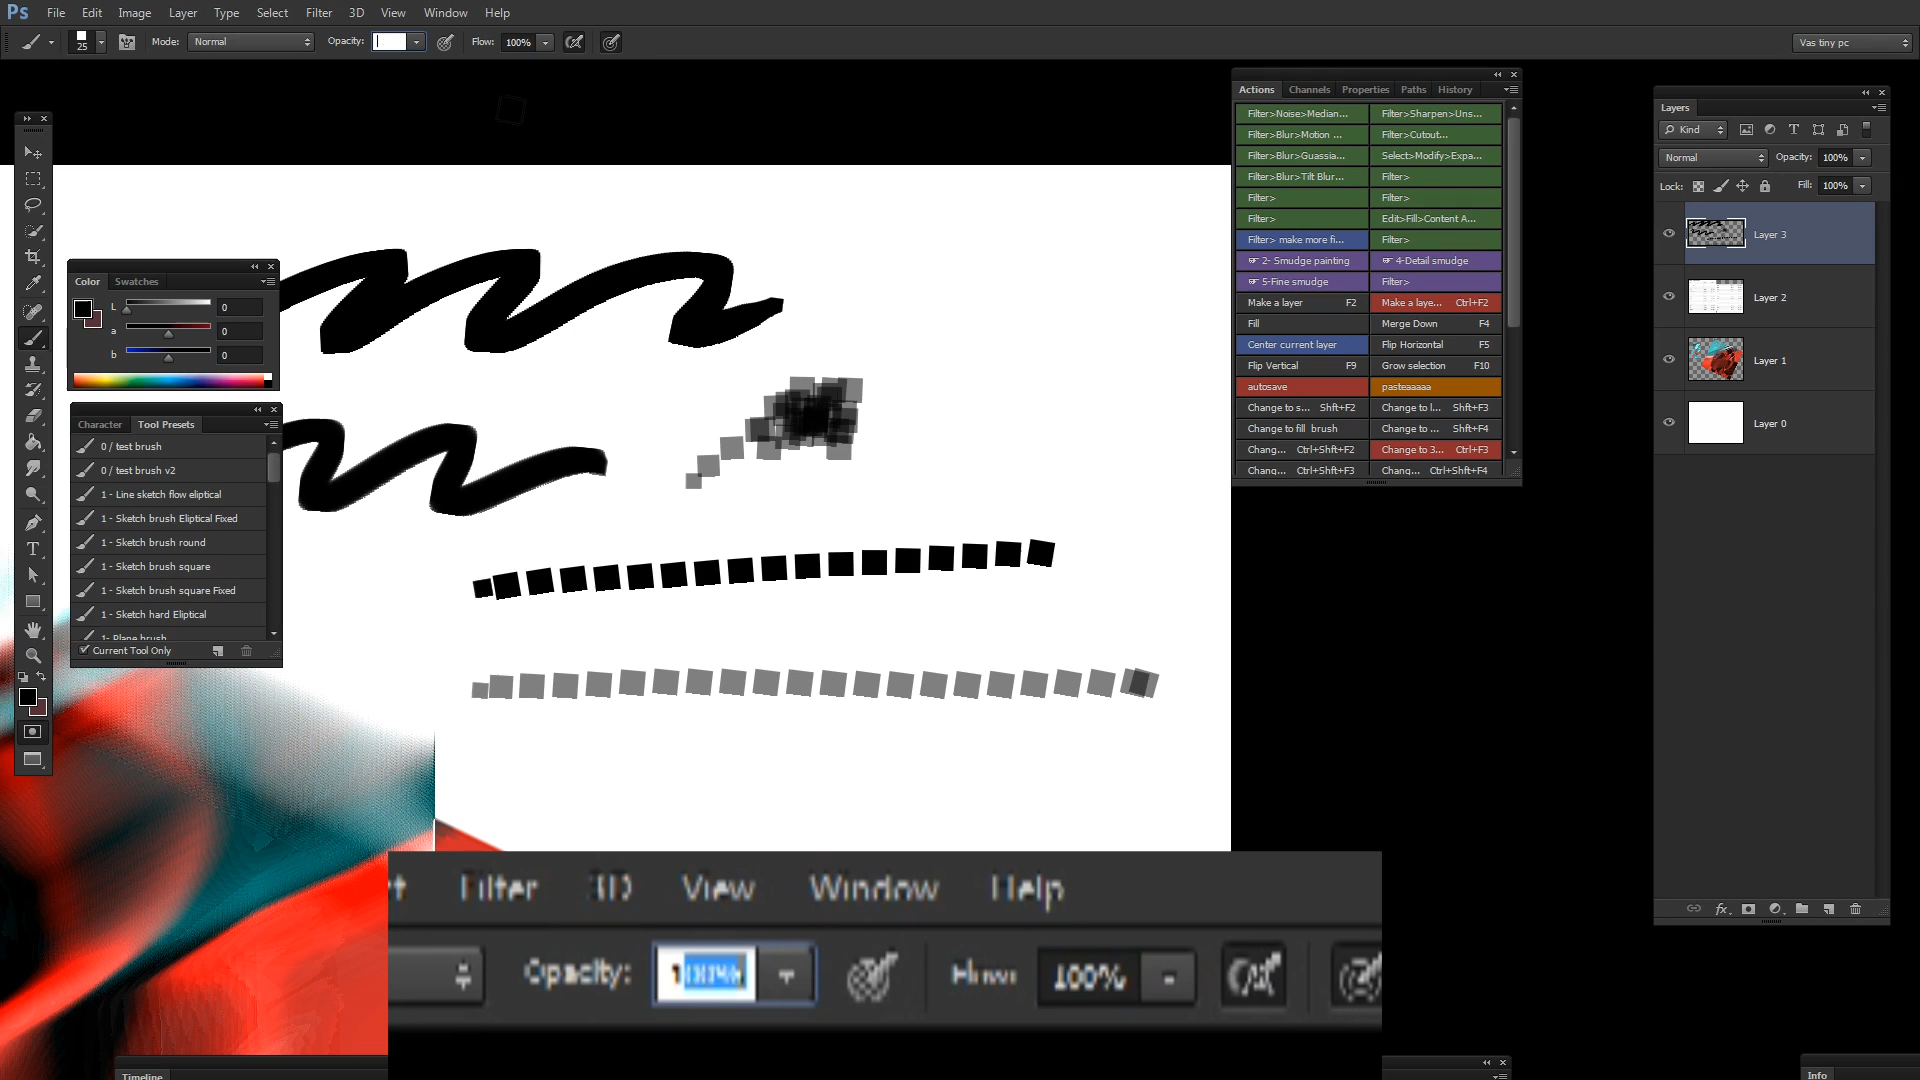 Ps File Edit Image Layer Type Select Filter 3D View Window Help
25 Mode: Normal Opacity: Flow: 100% Vas tiny pc
Color Swatches
L 0
a 0
b 0
Character Tool Presets
0 / test brush
0 / test brush v2
1 - Line sketch flow eliptical
1 - Sketch brush Eliptical Fixed
1 - Sketch brush round
1 - Sketch brush square
1 - Sketch brush square Fixed
1 - Sketch hard Eliptical
1- Plane brush
Current Tool Only
Actions Channels Properties Paths History
Filter>Noise>Median... Filter>Sharpen>Uns...
Filter>Blur>Motion ... Filter>Cutout...
Filter>Blur>Guassia... Select>Modify>Expa...
Filter>Blur>Tilt Blur... Filter>
Filter> Filter>
Filter> Edit>Fill>Content A...
Filter> make more fi... Filter>
2- Smudge painting 4-Detail smudge
5-Fine smudge Filter>
Make a layer F2 Make a laye... Ctrl+F2
Fill Merge Down F4
Center current layer Flip Horizontal F5
Flip Vertical F9 Grow selection F10
autosave pasteaaaaa
Change to s... Shft+F2 Change to l... Shft+F3
Change to fill brush Change to ... Shft+F4
Chang... Ctrl+Shft+F2 Change to 3... Ctrl+F3
Chang... Ctrl+Shft+F3 Chang... Ctrl+Shft+F4
Layers
Kind
Normal Opacity: 100%
Lock: Fill: 100%
Layer 3
Layer 2
Layer 1
Layer 0
fx
t Filter 3D View Window Help
Opacity: 100% Flow: 100%
Timeline
Info